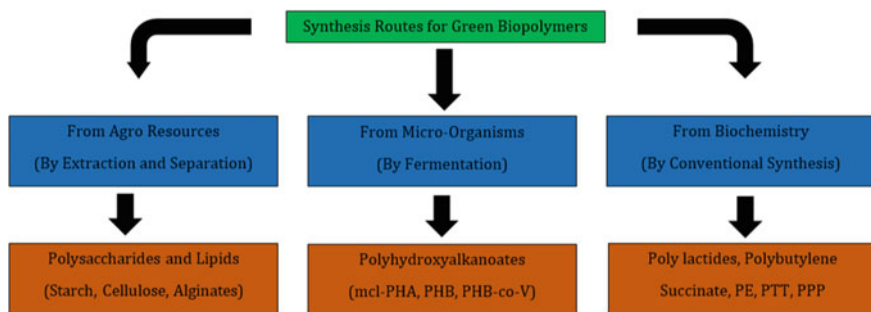 Synthesis Routes for Green Biopolymers
From Agro Resources
(By Extraction and Separation)
From Micro-Organisms
(By Fermentation)
From Biochemistry
(By Conventional Synthesis)
Polysaccharides and Lipids
(Starch, Cellulose, Alginates)
Polyhydroxyalkanoates
(mcl-PHA, PHB, PHB-co-V)
Poly lactides, Polybutylene
Succinate, PE, PTT, PPP